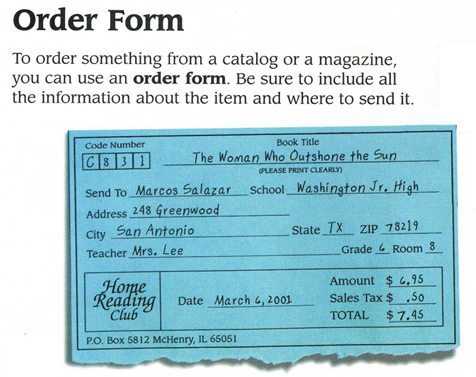 Order Form
To order something from a catalog or a magazine,
you can use an order form. Be sure to include all
the information about the item and where to send it.
Code Number Book Title
C 8 3 1 The Woman Who Outshone the Sun
(PLEASE PRINT CLEARLY)
Send To Marcos Salazar School Washington Jr. High
Address 248 Greenwood
City San Antonio State TX ZIP 78219
Teacher Mrs. Lee Grade 6 Room 8
Home
Reading
Club
Date March 6, 2001
Amount $ 6.95
Sales Tax $ .50
TOTAL $ 7.45
P.O. Box 5812 McHenry, IL 65051